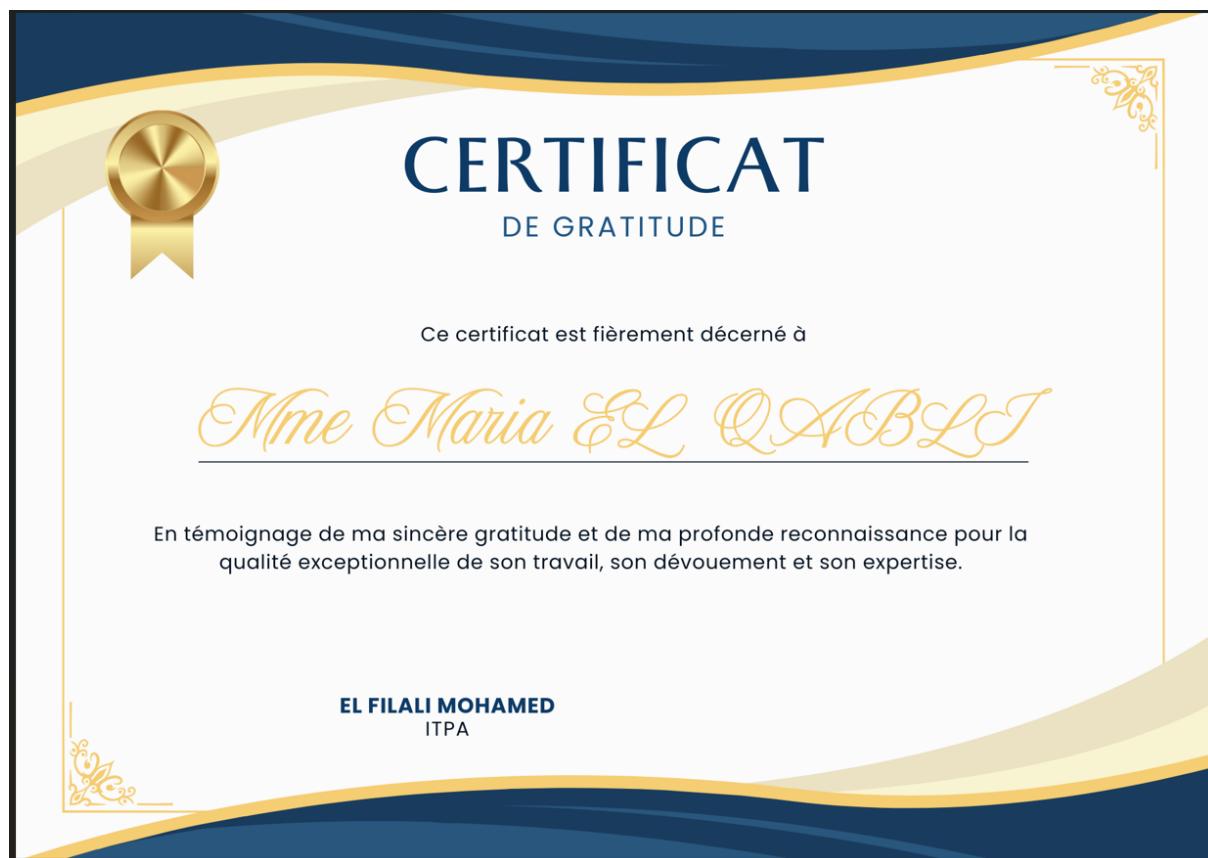 CERTIFICAT
DE GRATITUDE
Ce certificat est fièrement décerné à
Mme Maria EL QABLI
En témoignage de ma sincère gratitude et de ma profonde reconnaissance pour la
qualité exceptionnelle de son travail, son dévouement et son expertise.
EL FILALI MOHAMED
ITPA